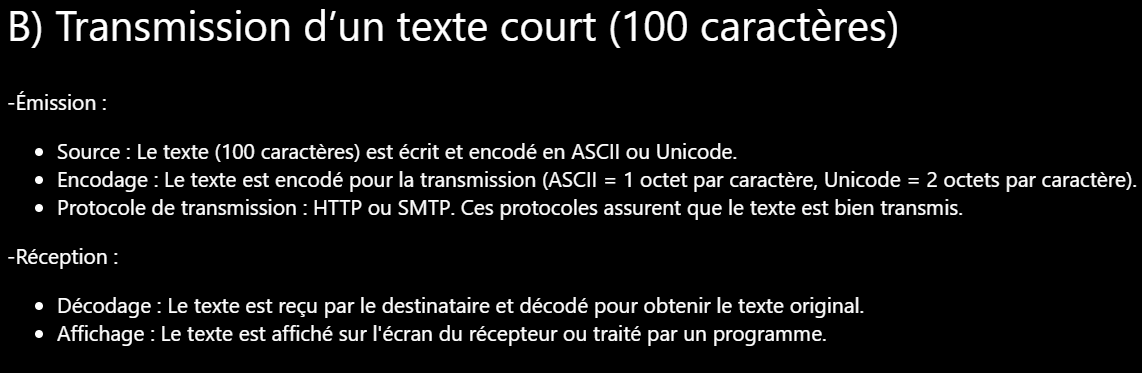 B) Transmission d’un texte court (100 caractères)
-Émission :
• Source : Le texte (100 caractères) est écrit et encodé en ASCII ou Unicode.
• Encodage : Le texte est encodé pour la transmission (ASCII = 1 octet par caractère, Unicode = 2 octets par caractère).
• Protocole de transmission : HTTP ou SMTP. Ces protocoles assurent que le texte est bien transmis.
-Réception :
• Décodage : Le texte est reçu par le destinataire et décodé pour obtenir le texte original.
• Affichage : Le texte est affiché sur l'écran du récepteur ou traité par un programme.